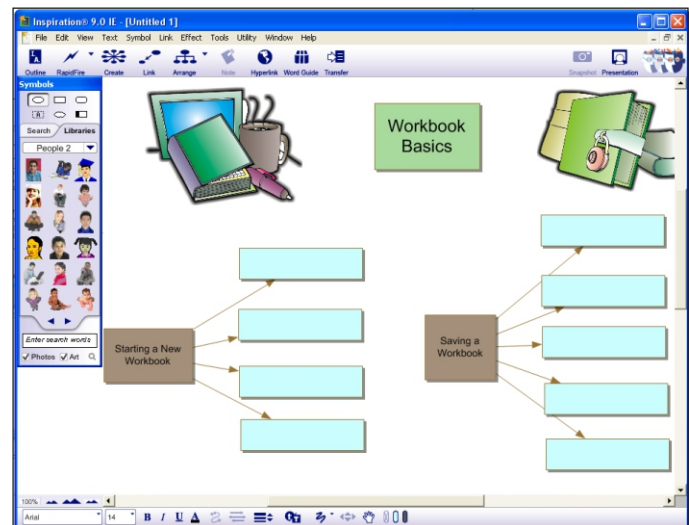 Inspiration® 9.0 IE - [Untitled 1]
File Edit View Text Symbol Link Effect Tools Utility Window Help
Outline RapidFire Create Link Arrange Note Hyperlink Word Guide Transfer Snapshot Presentation
Symbols
A
Search Libraries
People 2
Enter search words
Photos Art
Workbook
Basics
Starting a New
Workbook
Saving a
Workbook
100%
Arial 14 B I U A